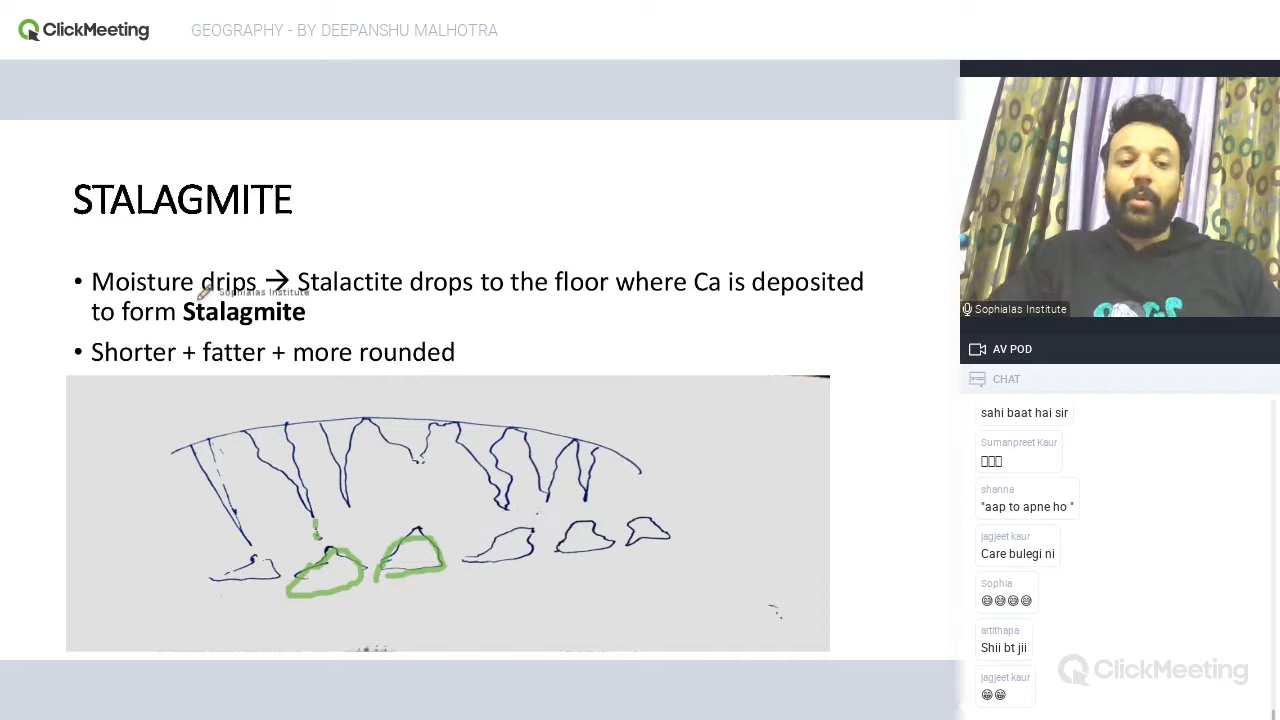 ClickMeeting
GEOGRAPHY - BY DEEPANSHU MALHOTRA
STALAGMITE
• Moisture drips → Stalactite drops to the floor where Ca is deposited
Sophialas Institute
to form Stalagmite
• Shorter + fatter + more rounded
Sophialas Institute
AV POD
CHAT
sahi baat hai sir
Sumanpreet Kaur
shanna
"aap to apne ho "
jagjeet kaur
Care bulegi ni
Sophia
😅😅😅😅
artithapa
Shii bt jii
jagjeet kaur
😁😁
ClickMeeting